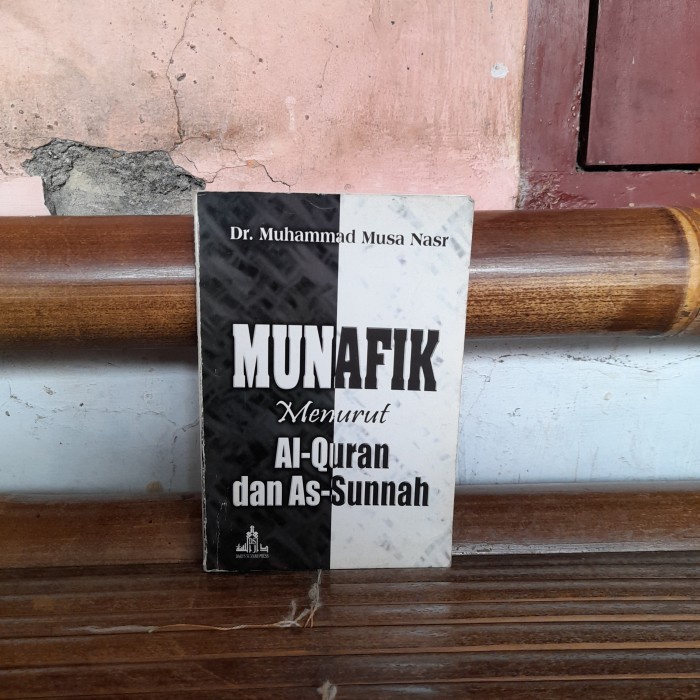 Dr. Muhammad Musa Nasr
MUNAFIK
Menurut
Al-Quran
dan As-Sunnah